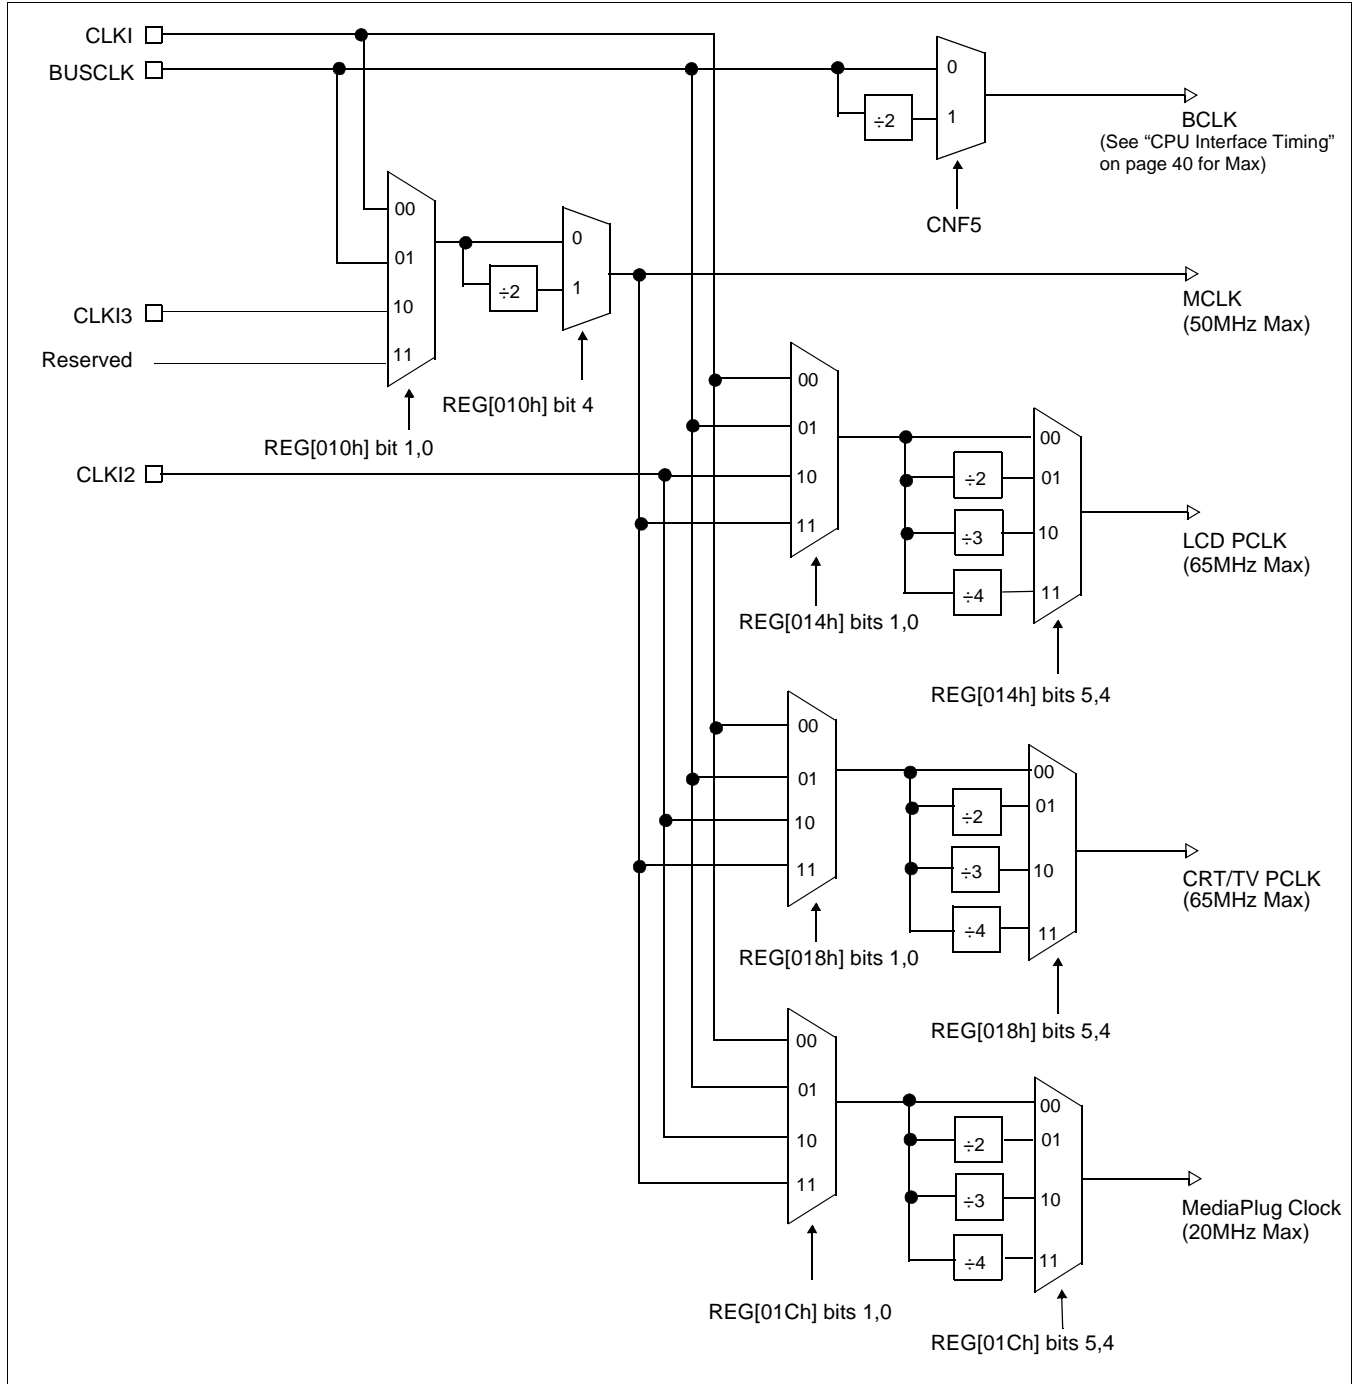 CLKI
BUSCLK
0
÷2
1
BCLK
(See “CPU Interface Timing”
on page 40 for Max)
CNF5
00
01
10
11
0
÷2
1
CLKI3
Reserved
MCLK
(50MHz Max)
REG[010h] bit 4
REG[010h] bit 1,0
CLKI2
00
01
10
11
00
÷2
01
÷3
10
÷4
11
LCD PCLK
(65MHz Max)
REG[014h] bits 1,0
REG[014h] bits 5,4
00
01
10
11
00
÷2
01
÷3
10
÷4
11
CRT/TV PCLK
(65MHz Max)
REG[018h] bits 1,0
REG[018h] bits 5,4
00
01
10
11
00
÷2
01
÷3
10
÷4
11
MediaPlug Clock
(20MHz Max)
REG[01Ch] bits 1,0
REG[01Ch] bits 5,4